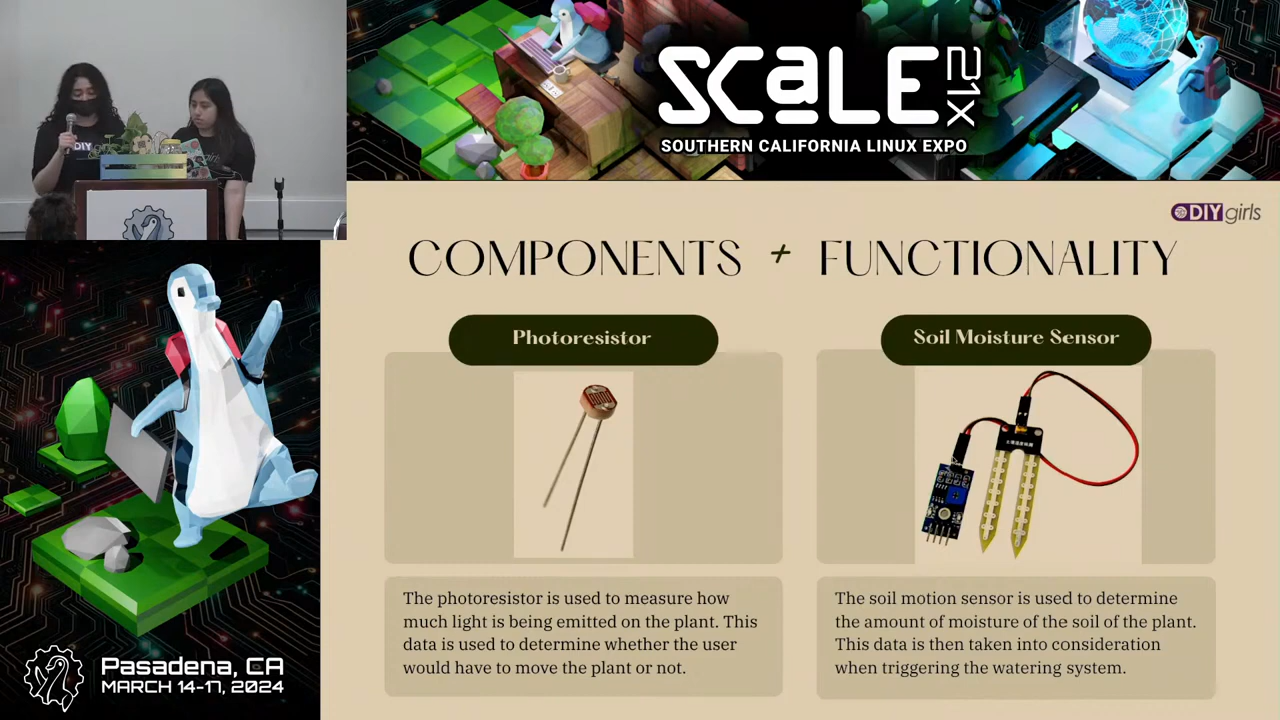 SCaLE 21x
SOUTHERN CALIFORNIA LINUX EXPO
DIY girls
COMPONENTS + FUNCTIONALITY
Photoresistor
Soil Moisture Sensor
The photoresistor is used to measure how
much light is being emitted on the plant. This
data is used to determine whether the user
would have to move the plant or not.
The soil motion sensor is used to determine
the amount of moisture of the soil of the plant.
This data is then taken into consideration
when triggering the watering system.
DIY
Pasadena, CA
MARCH 14-17, 2024